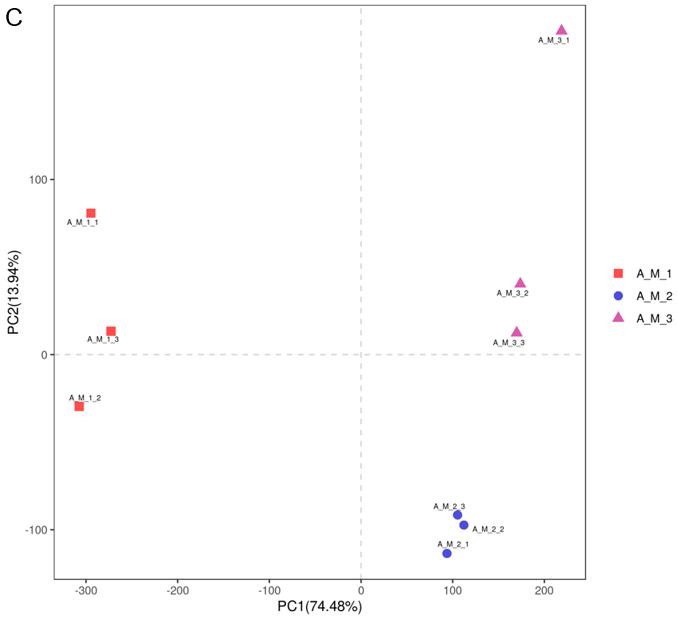 C
A_M_3_1
100
A_M_1_1
A_M_1
A_M_3_2
A_M_2
A_M_3
A_M_1_3
A_M_3_3
0
A_M_1_2
A_M_2_3
A_M_2_2
-100
A_M_2_1
-300 -200 -100 0 100 200
PC1(74.48%)
PC2(13.94%)